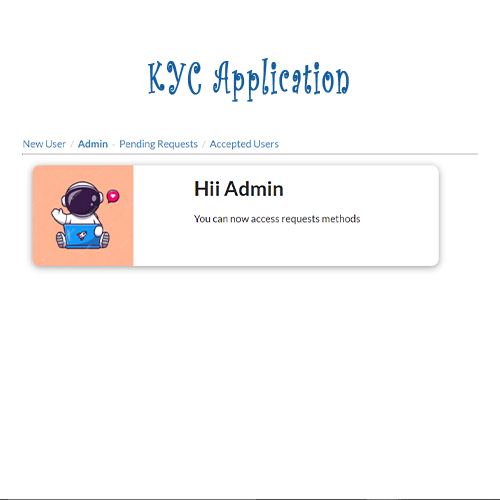 KYC Application
New User / Admin - Pending Requests / Accepted Users
Hii Admin
You can now access requests methods